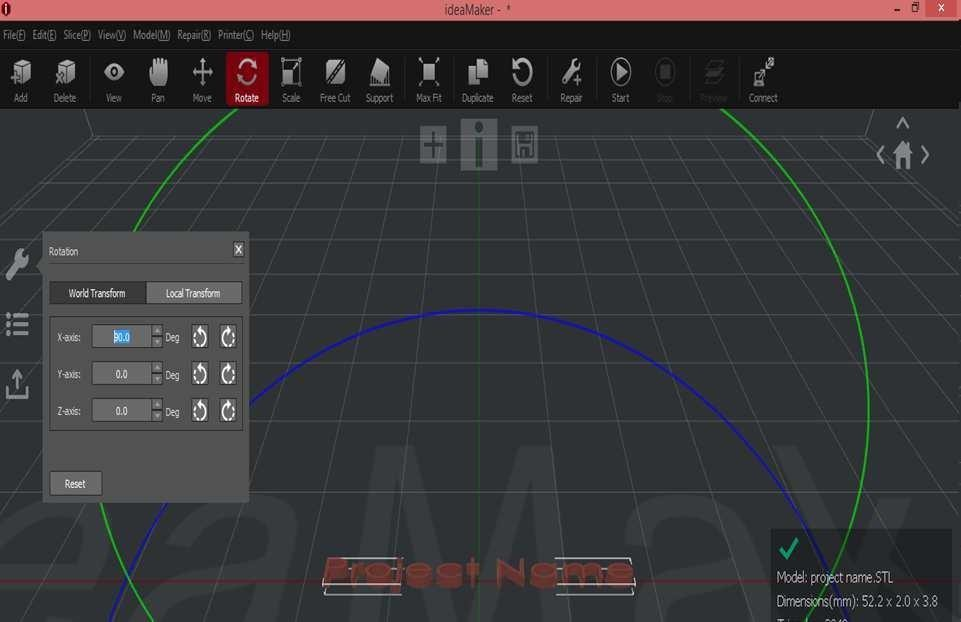 ideaMaker - *
File(F) Edit(E) Slice(P) View(V) Model(M) Repair(R) Printer(C) Help(H)
Add Delete View Pan Move Rotate Scale Free Cut Support Max Fit Duplicate Reset Repair Start Stop Preview Connect
Rotation X
World Transform Local Transform
X-axis: 90.0 Deg
Y-axis: 0.0 Deg
Z-axis: 0.0 Deg
Reset
Project Name
Model: project name.STL
Dimensions(mm): 52.2 x 2.0 x 3.8